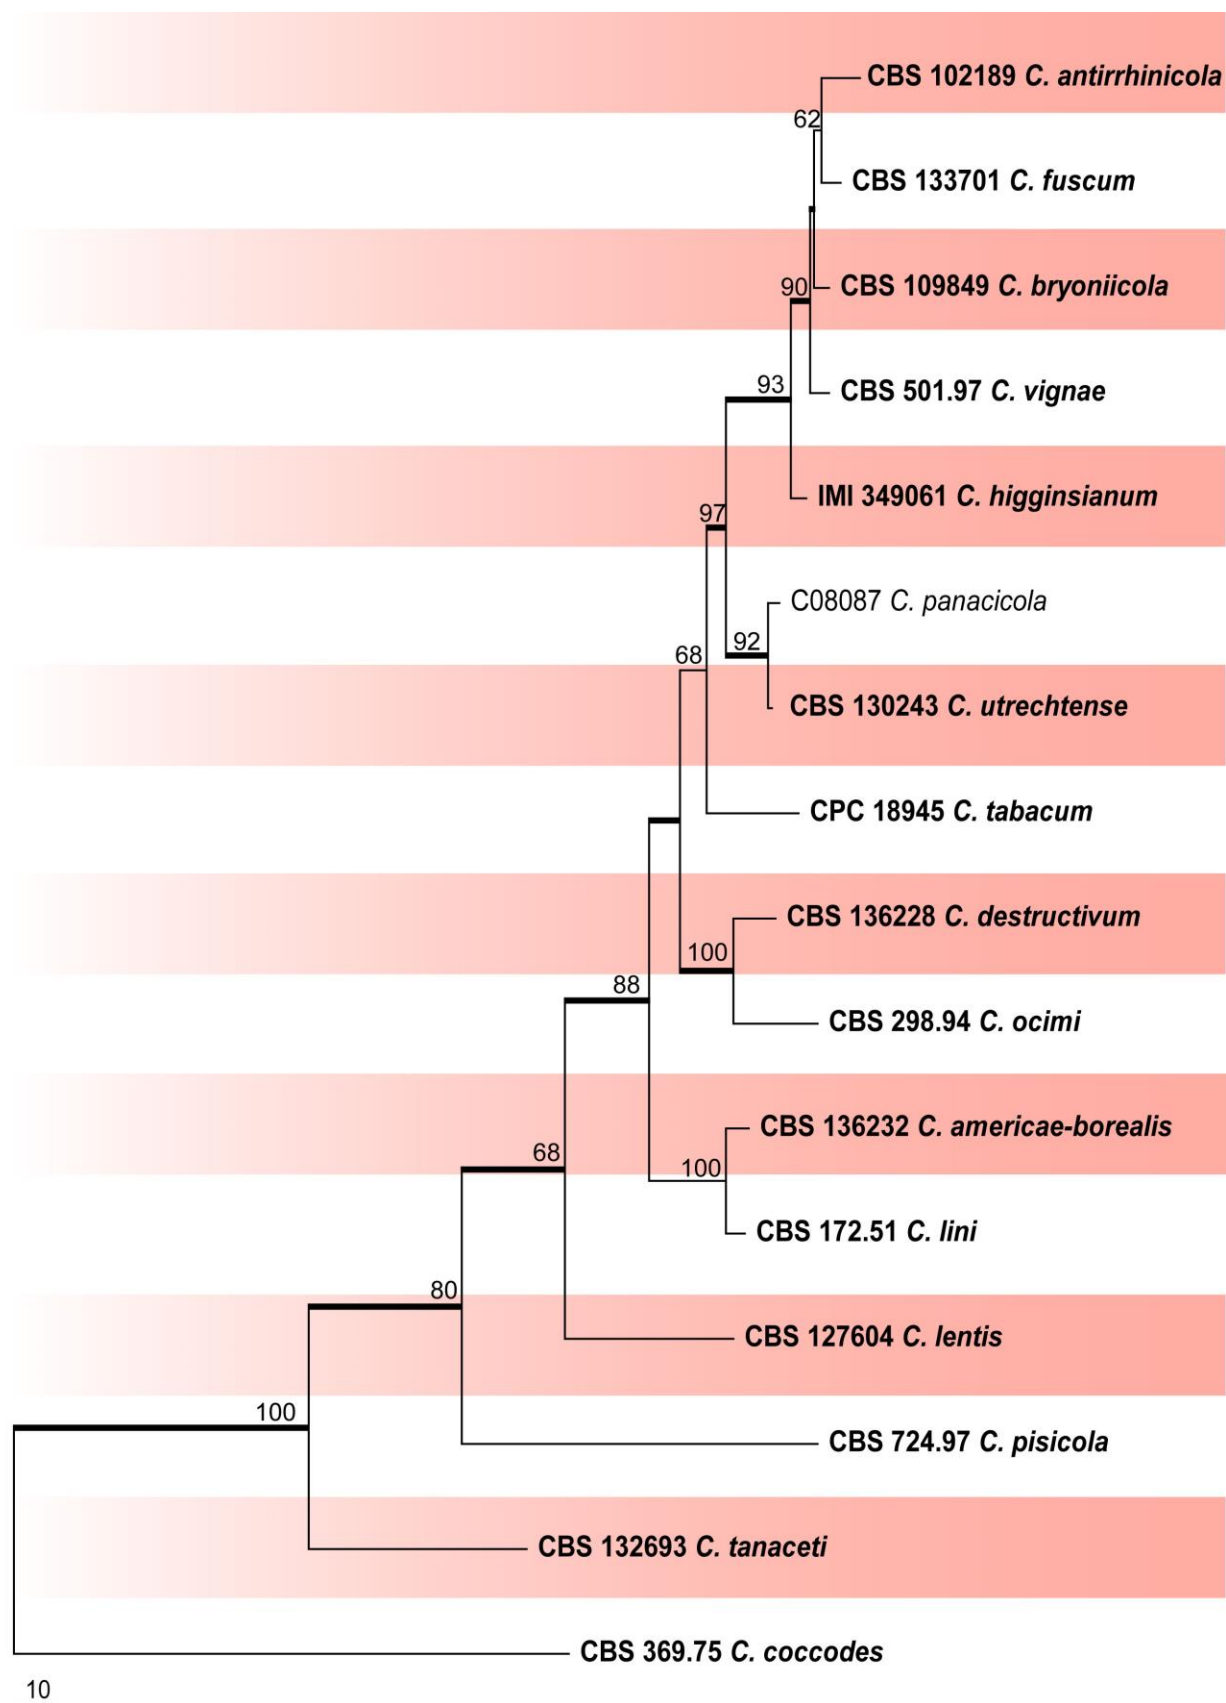 CBS 102189 C. antirrhinicola
62
CBS 133701 C. fuscum
90
CBS 109849 C. bryoniicola
93
CBS 501.97 C. vignae
97
IMI 349061 C. higginsianum
C08087 C. panacicola
68
92
CBS 130243 C. utrechtense
CPC 18945 C. tabacum
CBS 136228 C. destructivum
100
88
CBS 298.94 C. ocimi
CBS 136232 C. americae-borealis
68
100
CBS 172.51 C. lini
80
CBS 127604 C. lentis
100
CBS 724.97 C. pisicola
CBS 132693 C. tanaceti
CBS 369.75 C. coccodes
10